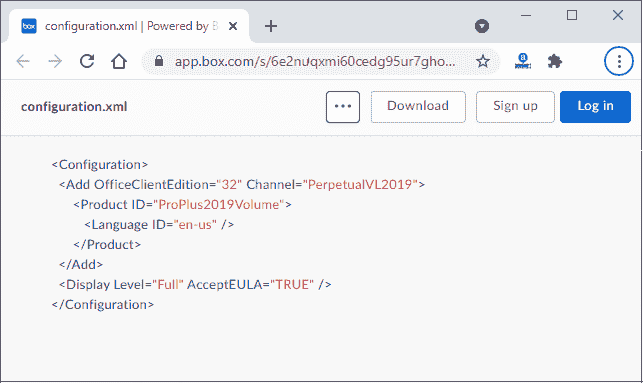 box configuration.xml | Powered by B
app.box.com/s/6e2nuqxmi60cedg95ur7gho...
configuration.xml
Download
Sign up
Log in
<Configuration>
<Add OfficeClientEdition="32" Channel="PerpetualVL2019">
<Product ID="ProPlus2019Volume">
<Language ID="en-us" />
</Product>
</Add>
<Display Level="Full" AcceptEULA="TRUE" />
</Configuration>